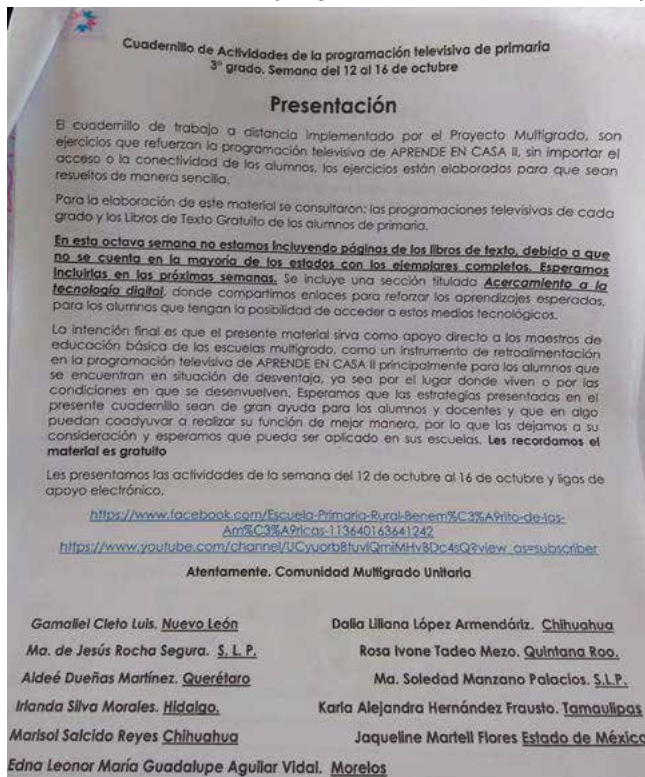 Cuadernillo de Actividades de la programación televisiva de primaria
3° grado. Semana del 12 al 16 de octubre
Presentación
El cuadernillo de trabajo a distancia implementado por el Proyecto Multigrado, son
ejercicios que refuerzan la programación televisiva de APRENDE EN CASA II, sin importar el
acceso o la conectividad de los alumnos, los ejercicios están elaborados para que sean
resueltos de manera sencilla.
Para la elaboración de este material se consultaron: las programaciones televisivas de cada
grado y los Libros de Texto Gratuito de los alumnos de primaria.
En esta octava semana no estamos incluyendo páginas de los libros de texto, debido a que
no se cuenta en la mayoría de los estados con los ejemplares completos. Esperamos
incluirlas en las próximas semanas. Se incluye una sección titulada Acercamiento a la
tecnología digital, donde compartimos enlaces para reforzar los aprendizajes esperados,
para los alumnos que tengan la posibilidad de acceder a estos medios tecnológicos.
La intención final es que el presente material sirva como apoyo directo a los maestros de
educación básica de las escuelas multigrado, como un instrumento de retroalimentación
en la programación televisiva de APRENDE EN CASA II principalmente para los alumnos que
se encuentran en situación de desventaja, ya sea por el lugar donde viven o por las
condiciones en que se desenvuelven. Esperamos que las estrategias presentadas en el
presente cuadernillo sean de gran ayuda para los alumnos y docentes y que en algo
puedan coadyuvar a realizar su función de mejor manera, por lo que las dejamos a su
consideración y esperamos que pueda ser aplicado en sus escuelas. Les recordamos el
material es gratuito
Les presentamos las actividades de la semana del 12 de octubre al 16 de octubre y ligas de
apoyo electrónico.
https://www.facebook.com/Escuela-Primaria-Rural-Benem%C3%A9rito-de-las-
Am%C3%A9ricas-113640163641242
https://www.youtube.com/channel/UCyuorbBtuvlQmiMHvBDc4sQ?view_as=subscriber
Atentamente. Comunidad Multigrado Unitaria
Gamaliel Cleto Luis. Nuevo León
Dalia Liliana López Armendáriz. Chihuahua
Ma. de Jesús Rocha Segura. S. L. P.
Rosa Ivone Tadeo Mezo. Quintana Roo.
Aldeé Dueñas Martínez. Querétaro
Ma. Soledad Manzano Palacios. S.L.P.
Irlanda Silva Morales. Hidalgo.
Karla Alejandra Hernández Frausto. Tamaulipas
Marisol Salcido Reyes Chihuahua
Jaqueline Martell Flores Estado de México
Edna Leonor María Guadalupe Aguilar Vidal. Morelos